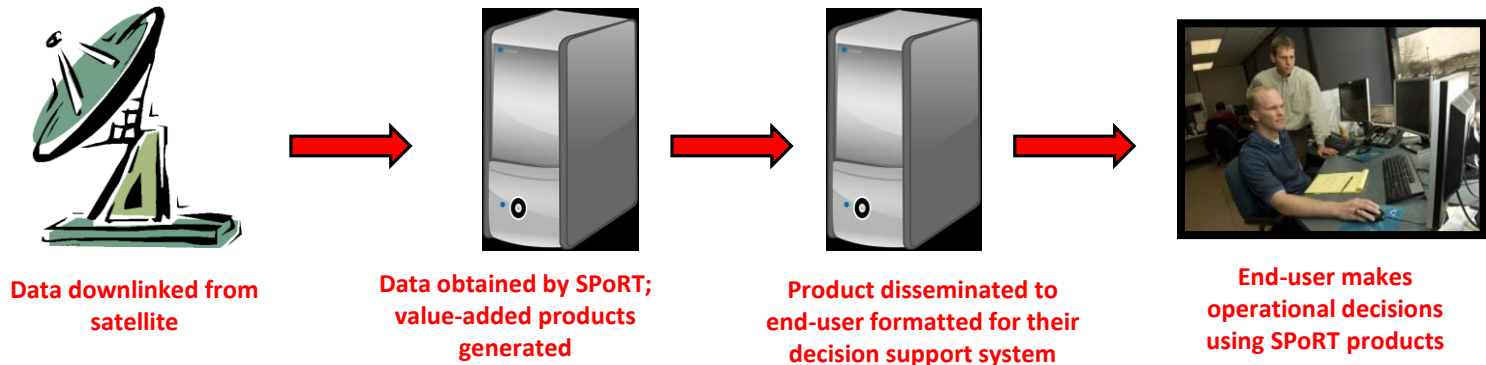 Data downlinked from
satellite
Data obtained by SPoRT;
value-added products
generated
Product disseminated to
end-user formatted for their
decision support system
End-user makes
operational decisions
using SPoRT products